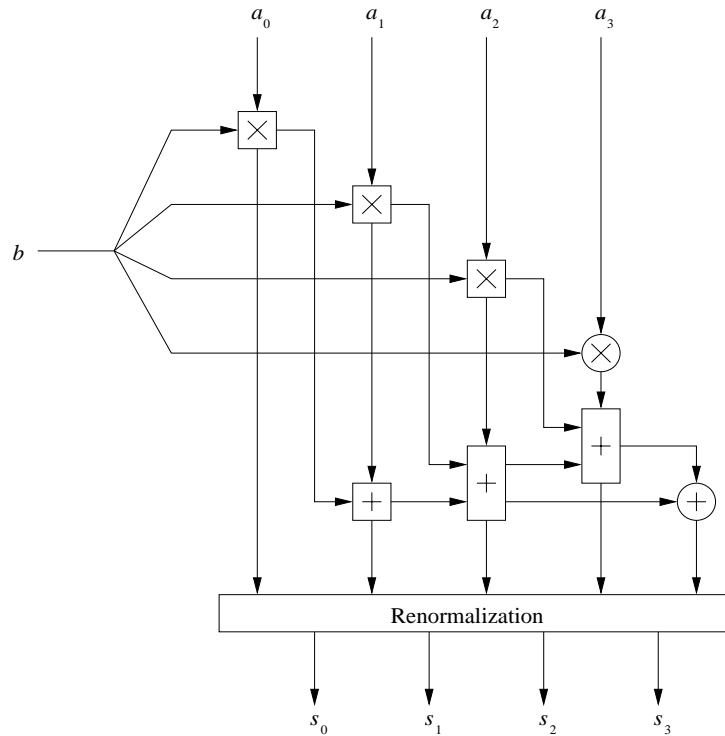 a₀ a₁ a₂ a₃
×
×
b
×
×
+
+
+
+
Renormalization
s₀ s₁ s₂ s₃